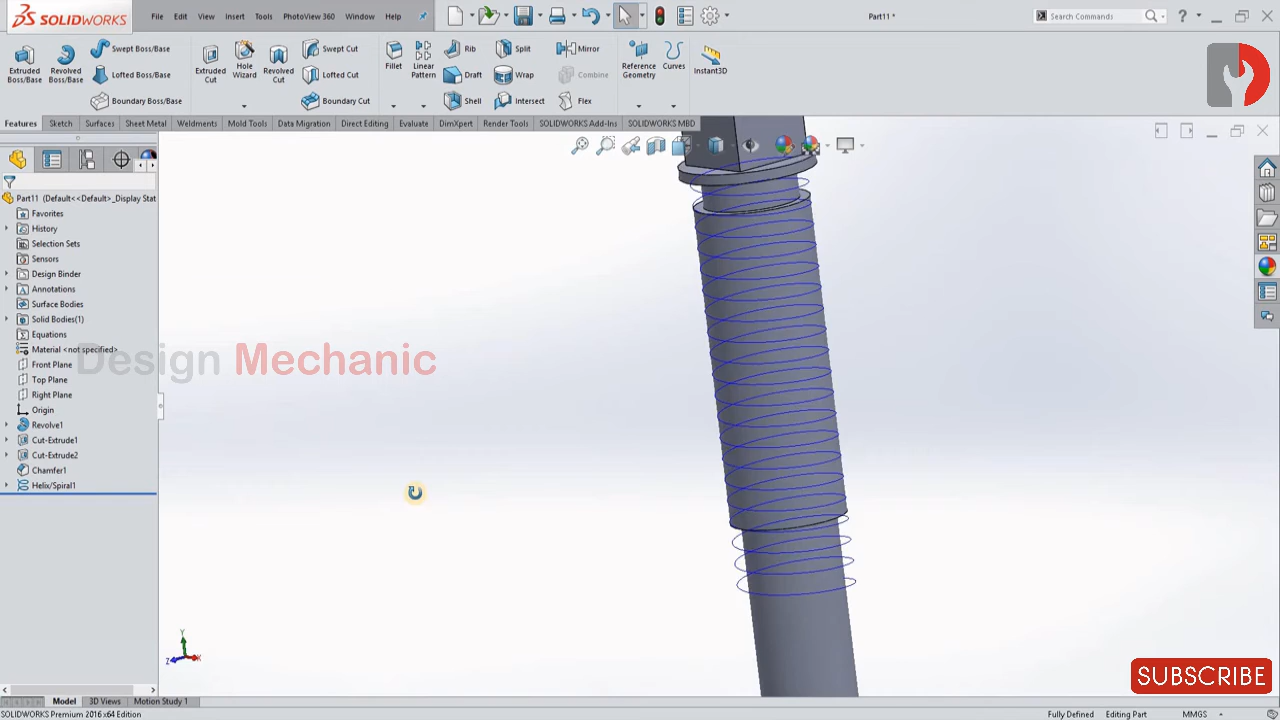 SOLIDWORKS
File Edit View Insert Tools PhotoView 360 Window Help
Part11 *
Search Commands
Extruded Boss/Base
Revolved Boss/Base
Swept Boss/Base
Lofted Boss/Base
Boundary Boss/Base
Extruded Cut
Hole Wizard
Revolved Cut
Swept Cut
Lofted Cut
Boundary Cut
Fillet
Linear Pattern
Rib
Draft
Shell
Split
Wrap
Intersect
Mirror
Combine
Flex
Reference Geometry
Curves
Instant3D
Features Sketch Surfaces Sheet Metal Weldments Mold Tools Data Migration Direct Editing Evaluate DimXpert Render Tools SOLIDWORKS Add-Ins SOLIDWORKS MBD
Part11 (Default<<Default>_Display Stat
Favorites
History
Selection Sets
Sensors
Design Binder
Annotations
Surface Bodies
Solid Bodies(1)
Equations
Material <not specified>
Front Plane
Top Plane
Right Plane
Origin
Revolve1
Cut-Extrude1
Cut-Extrude2
Chamfer1
Helix/Spiral1
Design Mechanic
Y
Z
X
SUBSCRIBE
Model 3D Views Motion Study 1
SOLIDWORKS Premium 2016 x64 Edition
Fully Defined Editing Part MMGS